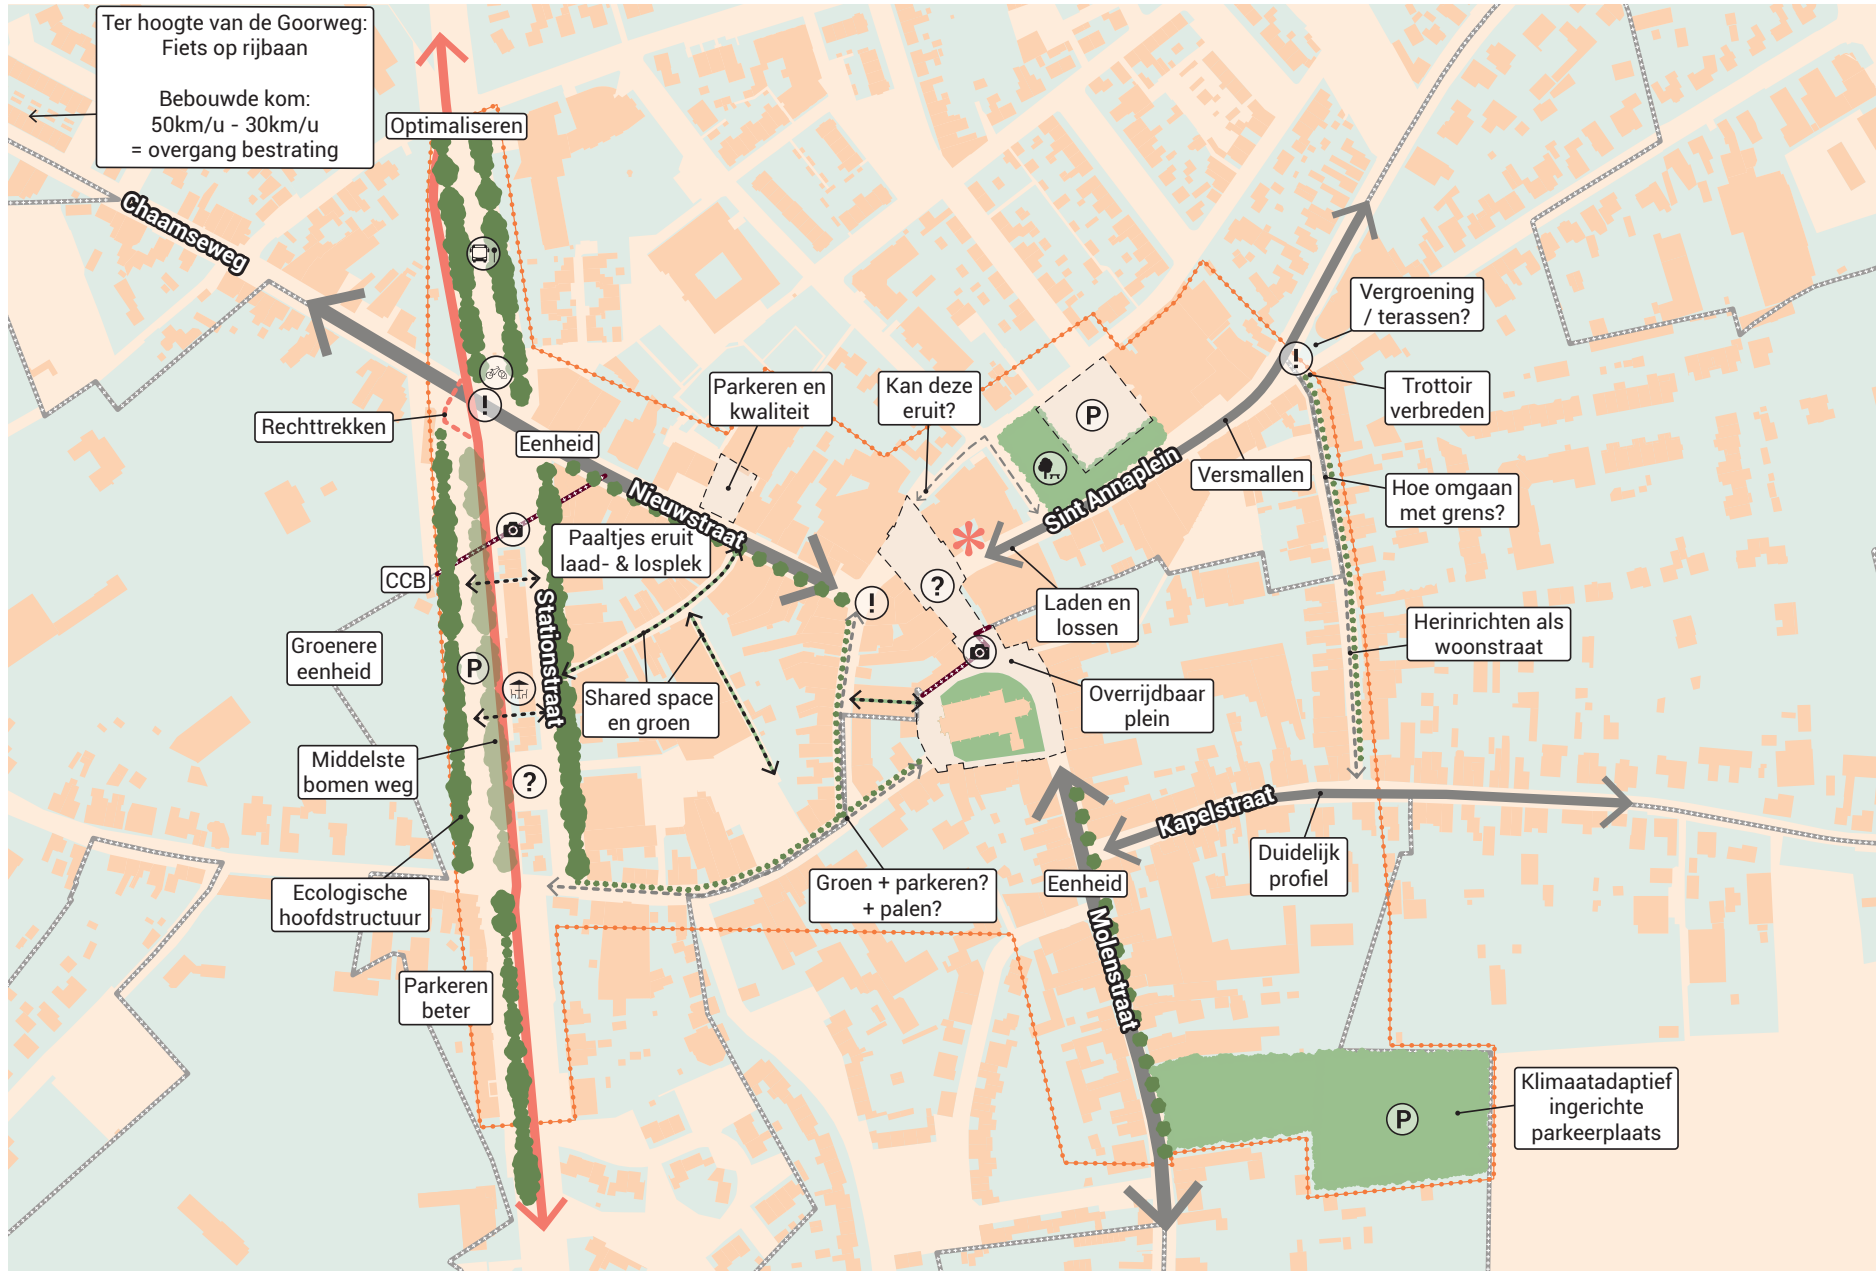 Ter hoogte van de Goorweg:
Fiets op rijbaan
Bebouwde kom:
50km/u - 30km/u
= overgang bestrating
Optimaliseren
Chaamseweg
Vergroening
/ terassen?
!
Trottoir
verbreden
Parkeren en
kwaliteit
Kan deze
eruit?
P
!
Rechttrekken
Eenheid
Versmallen
Sint Annaplein
Hoe omgaan
met grens?
Nieuwstraat
Paaltjes eruit
laad- & losplek
CCB
?
!
Laden en
lossen
Stationstraat
Groenere
eenheid
P
Herinrichten als
woonstraat
Shared space
en groen
Overrijdbaar
plein
Middelste
bomen weg
?
Kapelstraat
Duidelijk
profiel
Ecologische
hoofdstructuur
Groen + parkeren?
+ palen?
Eenheid
Molenstraat
Parkeren
beter
P
Klimaatadaptief
ingerichte
parkeerplaats